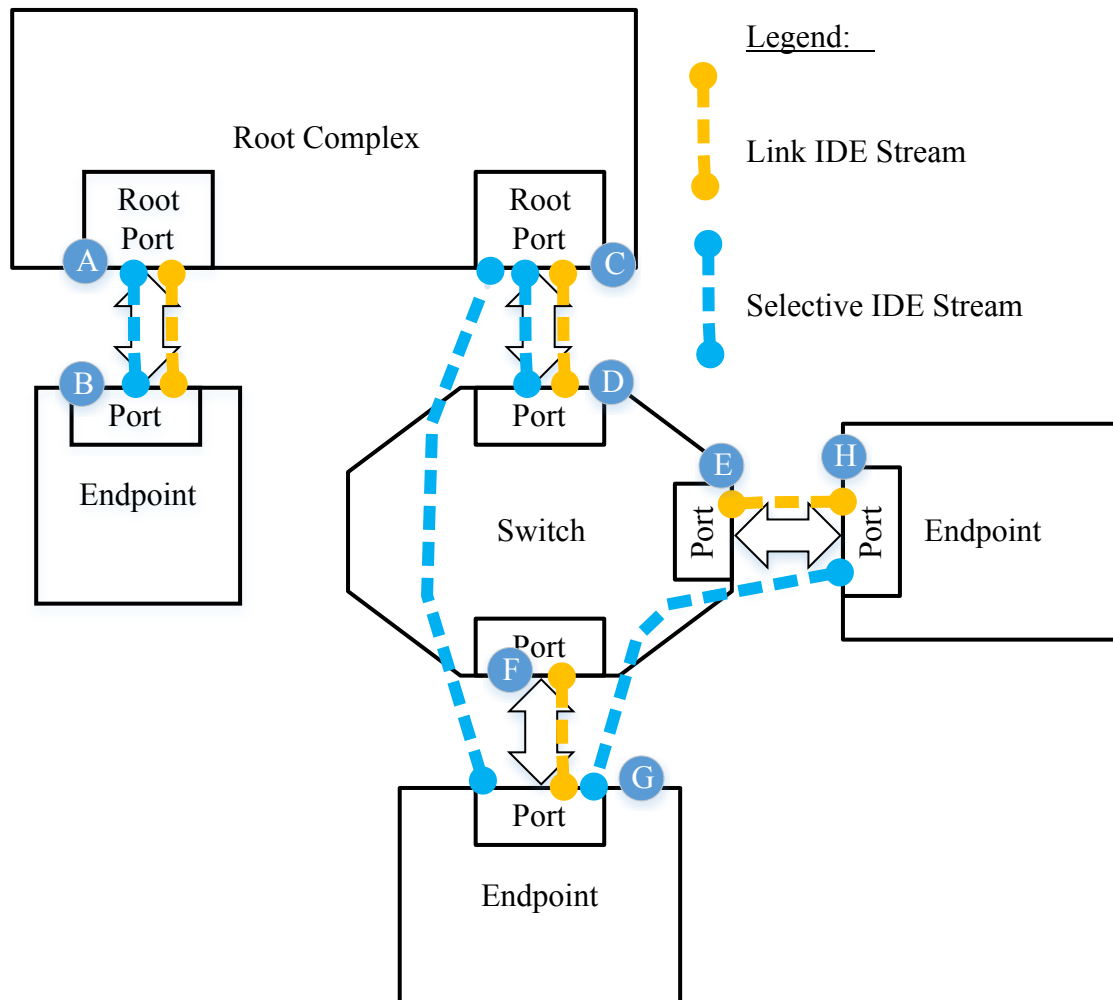 Legend:
Link IDE Stream
Selective IDE Stream
Root Complex
Root
Port
Root
Port
A
C
B
D
Port
Port
Endpoint
E
H
Switch
Port
Port
Endpoint
Port
F
G
Port
Endpoint